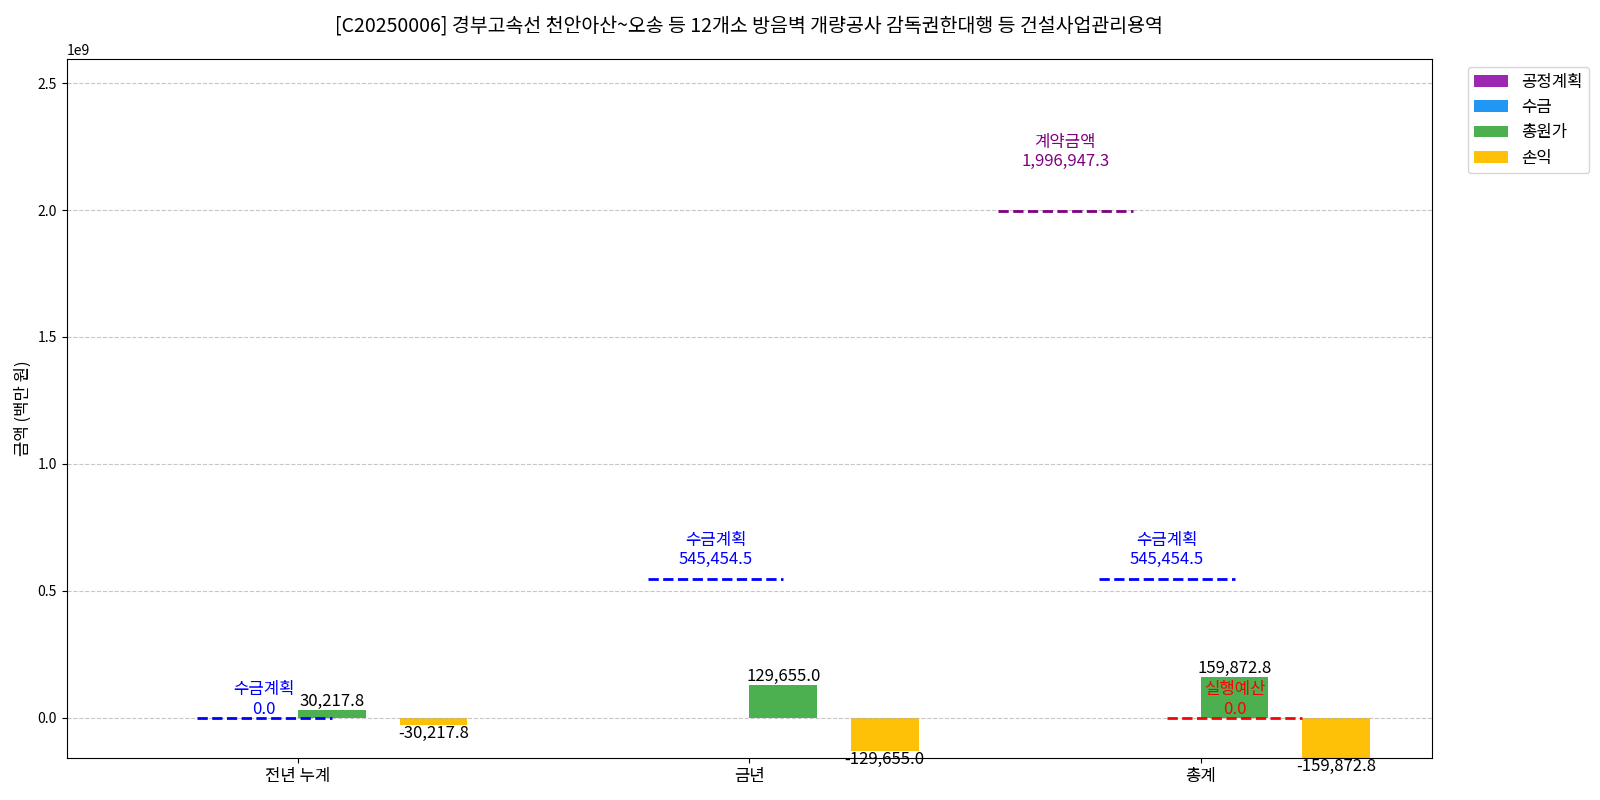 [C20250006] 경부고속선 천안아산~오송 등 12개소 방음벽 개량공사 감독권한대행 등 건설사업관리용역
1e9
2.5
2.0
1.5
1.0
0.5
0.0
금액 (백만 원)
공정계획
수금
총원가
손익
계약금액
1,996,947.3
수금계획
545,454.5
수금계획
545,454.5
수금계획
0.0
30,217.8
-30,217.8
129,655.0
-129,655.0
159,872.8
실행예산
0.0
-159,872.8
전년 누계
금년
총계